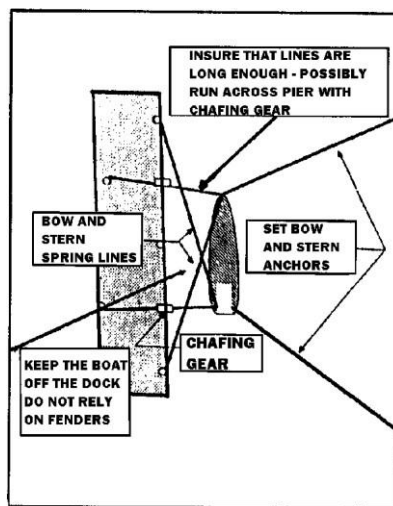 INSURE THAT LINES ARE
LONG ENOUGH - POSSIBLY
RUN ACROSS PIER WITH
CHAFING GEAR
BOW AND
STERN
SPRING LINES
SET BOW
AND STERN
ANCHORS
KEEP THE BOAT
OFF THE DOCK
DO NOT RELY
ON FENDERS
CHAFING
GEAR